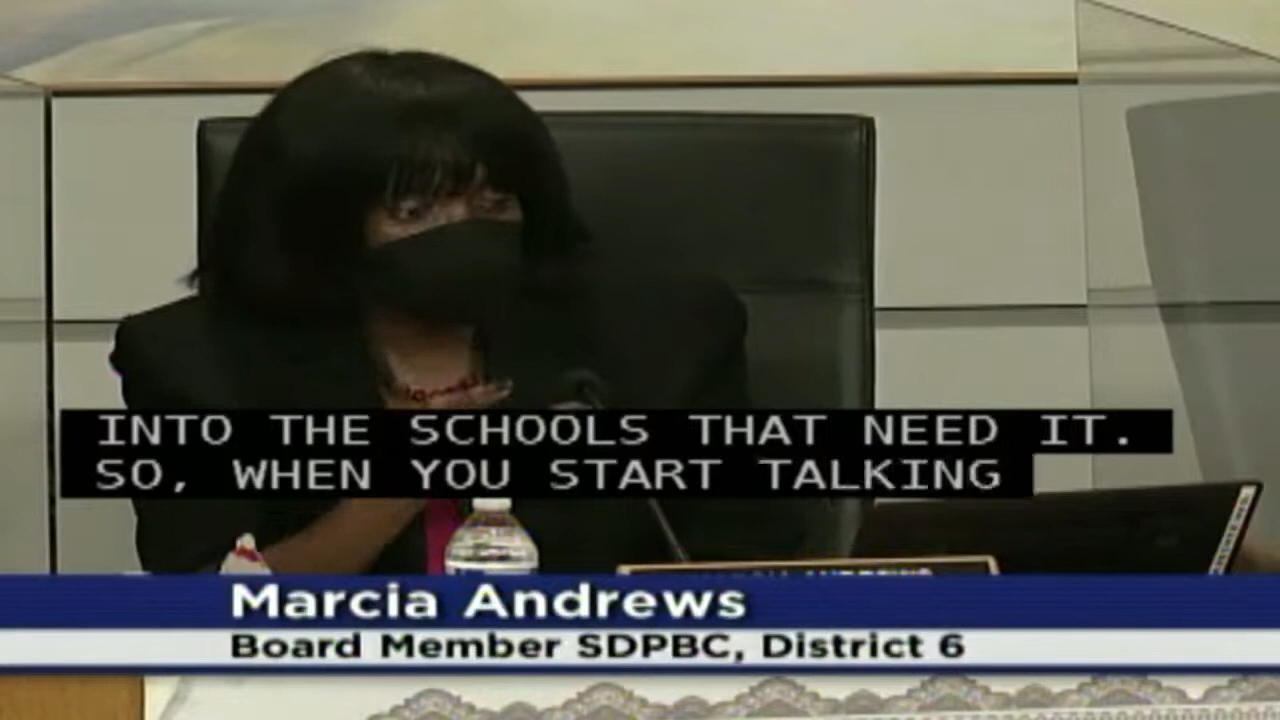 INTO THE SCHOOLS THAT NEED IT.
SO, WHEN YOU START TALKING
Marcia Andrews
Board Member SDPBC, District 6